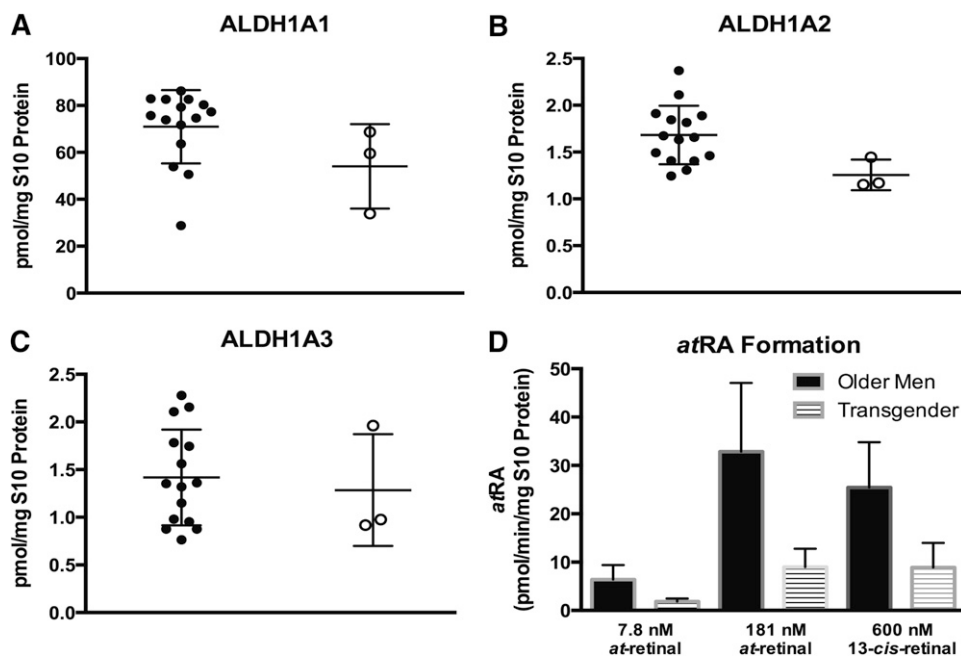 A
ALDH1A1
pmol/mg S10 Protein
100
80
60
40
20
0
B
ALDH1A2
pmol/mg S10 Protein
2.5
2.0
1.5
1.0
0.5
0.0
C
ALDH1A3
pmol/mg S10 Protein
2.5
2.0
1.5
1.0
0.5
0.0
D
atRA Formation
atRA
(pmol/min/mg S10 Protein)
50
40
30
20
10
0
Older Men
Transgender
7.8 nM
at-retinal
181 nM
at-retinal
600 nM
13-cis-retinal